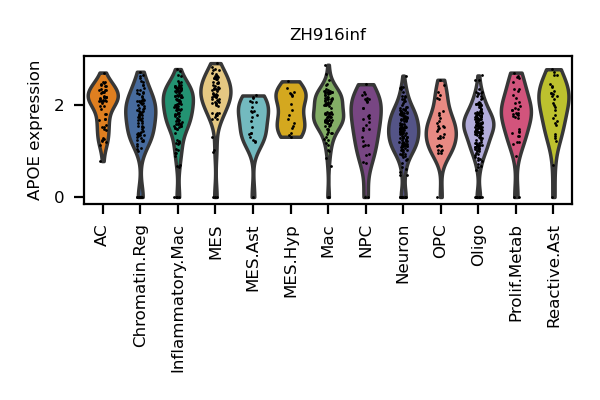 ZH916inf
APOE expression
2
0
AC
Chromatin.Reg
Inflammatory.Mac
MES
MES.Ast
MES.Hyp
Mac
NPC
Neuron
OPC
Oligo
Prolif.Metab
Reactive.Ast